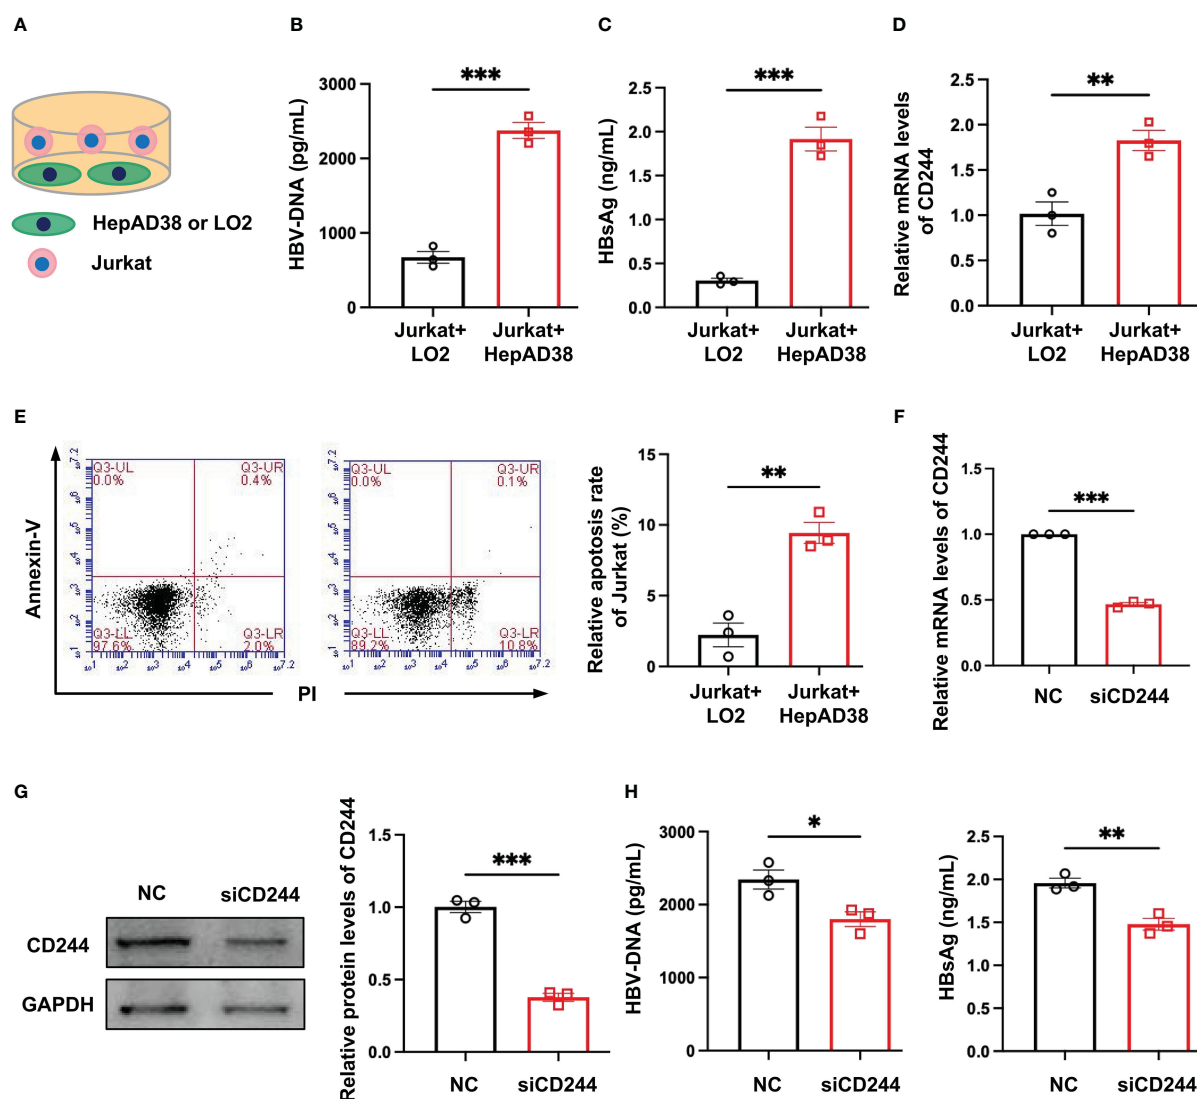 A
HepAD38 or LO2
Jurkat
B
HBV-DNA (pg/mL)
3000
2000
1000
0
***
Jurkat+
LO2
Jurkat+
HepAD38
C
HBsAg (ng/mL)
2.5
2.0
1.5
1.0
0.5
0.0
***
Jurkat+
LO2
Jurkat+
HepAD38
D
Relative mRNA levels
of CD244
2.5
2.0
1.5
1.0
0.5
0.0
**
Jurkat+
LO2
Jurkat+
HepAD38
E
Annexin-V
PI
Q3-UL
0.0%
Q3-UR
0.4%
Q3-LL
97.6%
Q3-LR
2.0%
Q3-UL
0.0%
Q3-UR
0.1%
Q3-LL
89.2%
Q3-LR
10.8%
Relative apotosis rate
of Jurkat (%)
15
10
5
0
**
Jurkat+
LO2
Jurkat+
HepAD38
F
Relative mRNA levels of CD244
1.5
1.0
0.5
0.0
***
NC
siCD244
G
NC
siCD244
CD244
GAPDH
Relative protein levels of CD244
1.5
1.0
0.5
0.0
***
NC
siCD244
H
HBV-DNA (pg/mL)
3000
2000
1000
0
*
NC
siCD244
HBsAg (ng/mL)
2.5
2.0
1.5
1.0
0.5
0.0
**
NC
siCD244